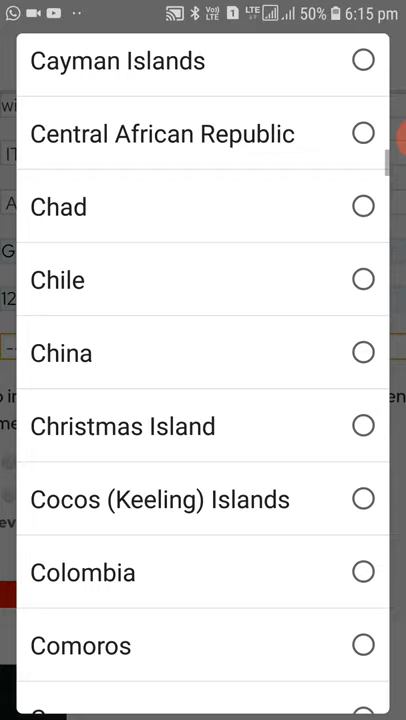 50% 6:15 pm
Cayman Islands
Central African Republic
Chad
Chile
China
Christmas Island
Cocos (Keeling) Islands
Colombia
Comoros